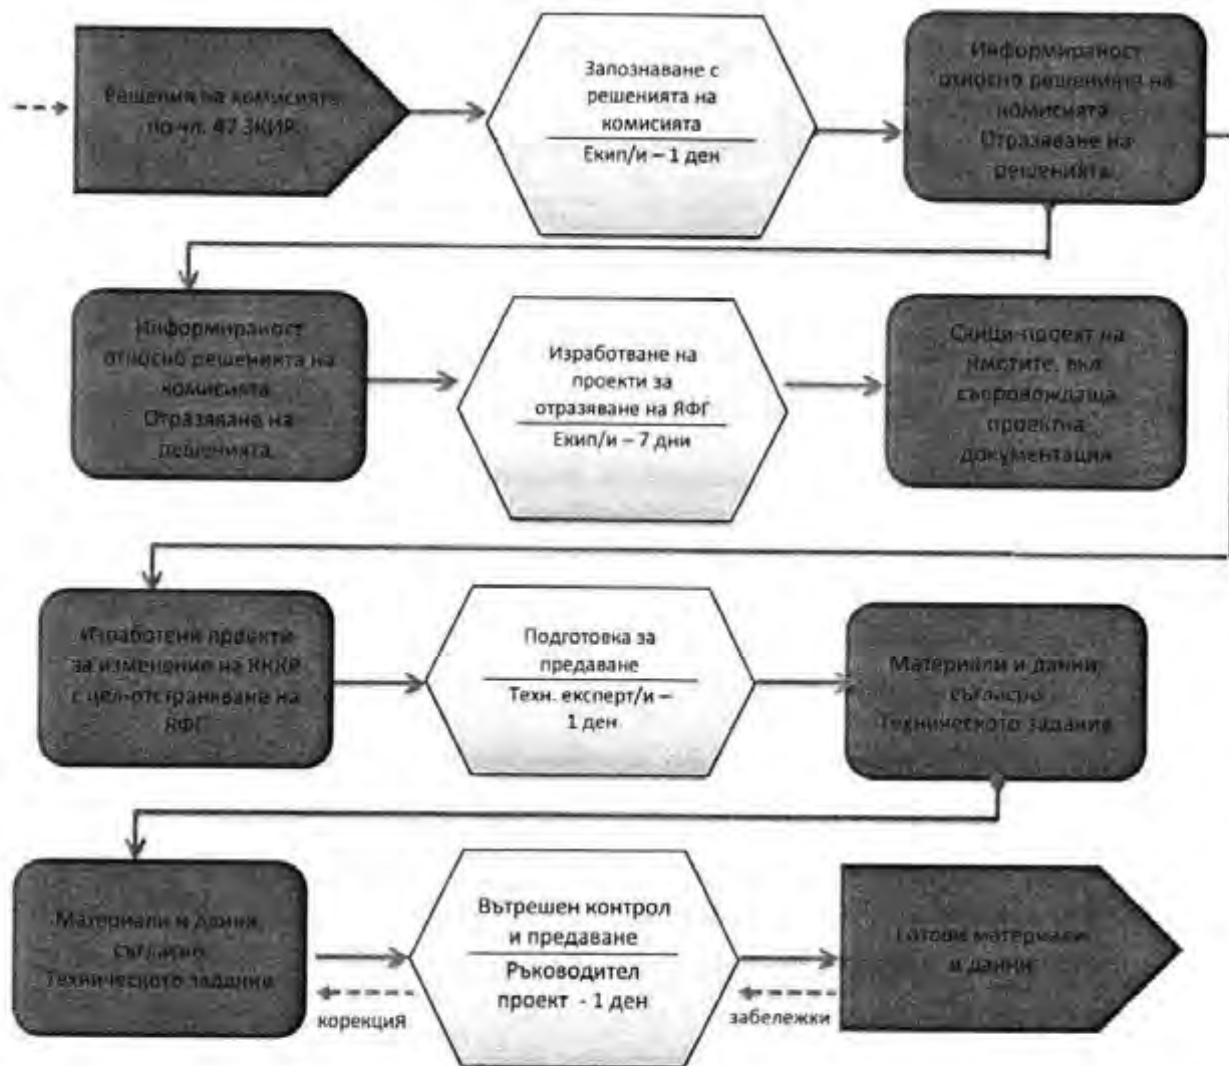 Решения на комисията
по чл. 47 ЗКИР
Запознаване с
решенията на
комисията
Екип/и – 1 ден
Информираност
относно решенията на
комисията
Отразяване на
решенията
Информираност
относно решенията на
комисията
Отразяване на
решенията
Изработване на
проекти за
отразяване на ЯФГ
Екип/и – 7 дни
Скици-проект на
имотите, вкл
съпровождаща
проектна
документация
Изработени проекти
за изменение на КККР
с цел отстраняване на
ЯФГ
Подготовка за
предаване
Техн. експерт/и –
1 ден
Материали и данни,
съгласно
Техническото задание
Материали и данни,
съгласно
Техническото задание
Вътрешен контрол
и предаване
Ръководител
проект - 1 ден
Готови материали
и данни
корекция
забележки